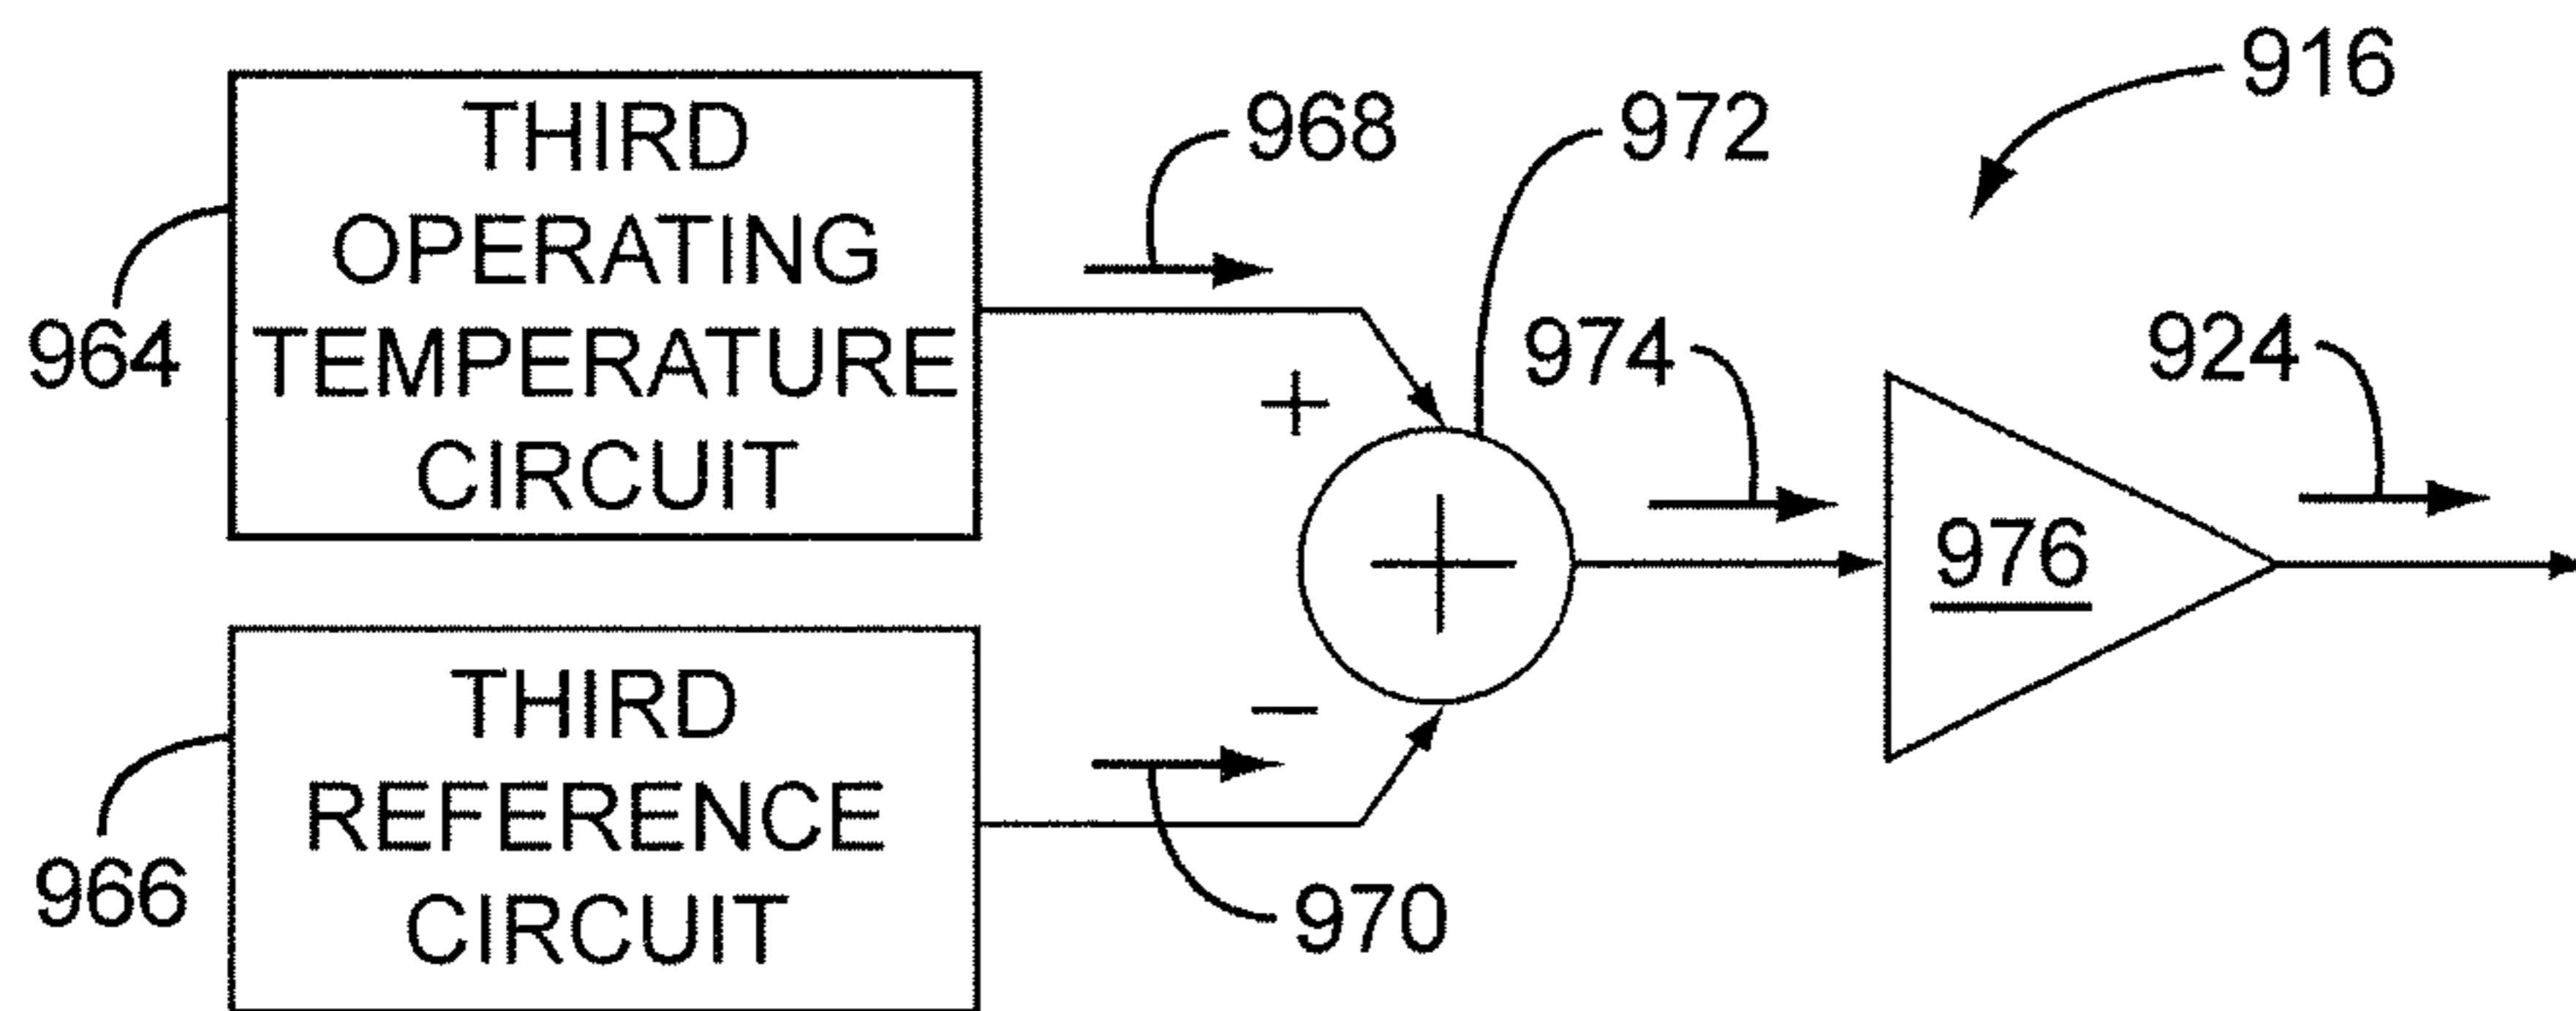 916
968
972
THIRD
OPERATING
TEMPERATURE
CIRCUIT
964
974
924
+
+
976
−
THIRD
REFERENCE
CIRCUIT
966
970